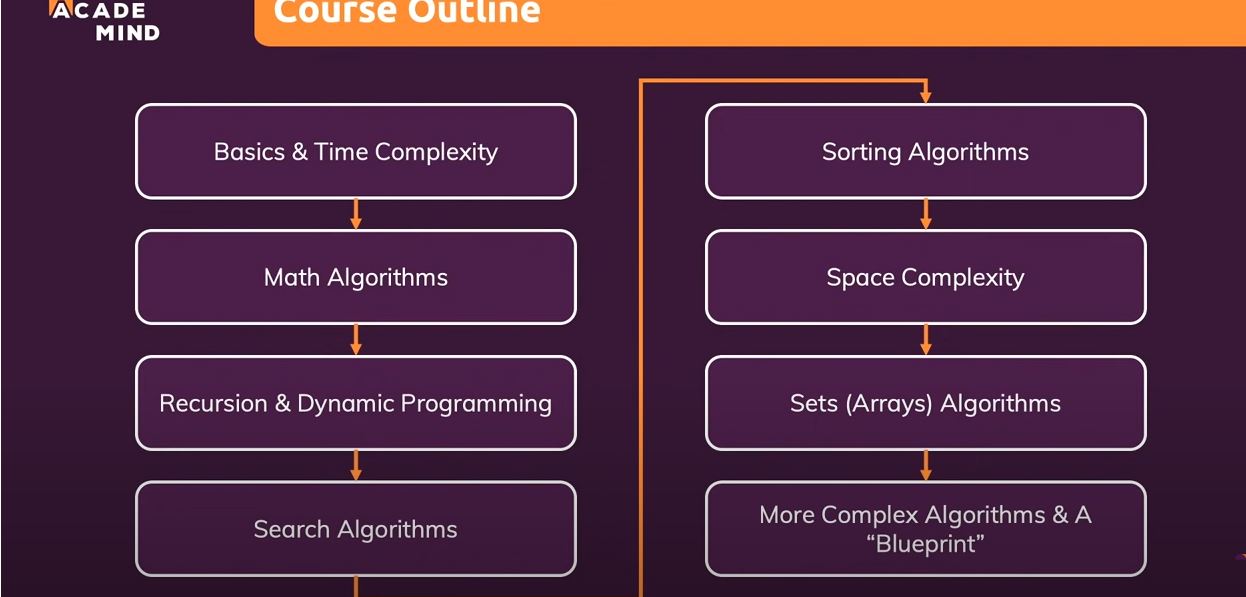 ACADE
MIND
Course Outline
Basics & Time Complexity
Math Algorithms
Recursion & Dynamic Programming
Search Algorithms
Sorting Algorithms
Space Complexity
Sets (Arrays) Algorithms
More Complex Algorithms & A
“Blueprint”